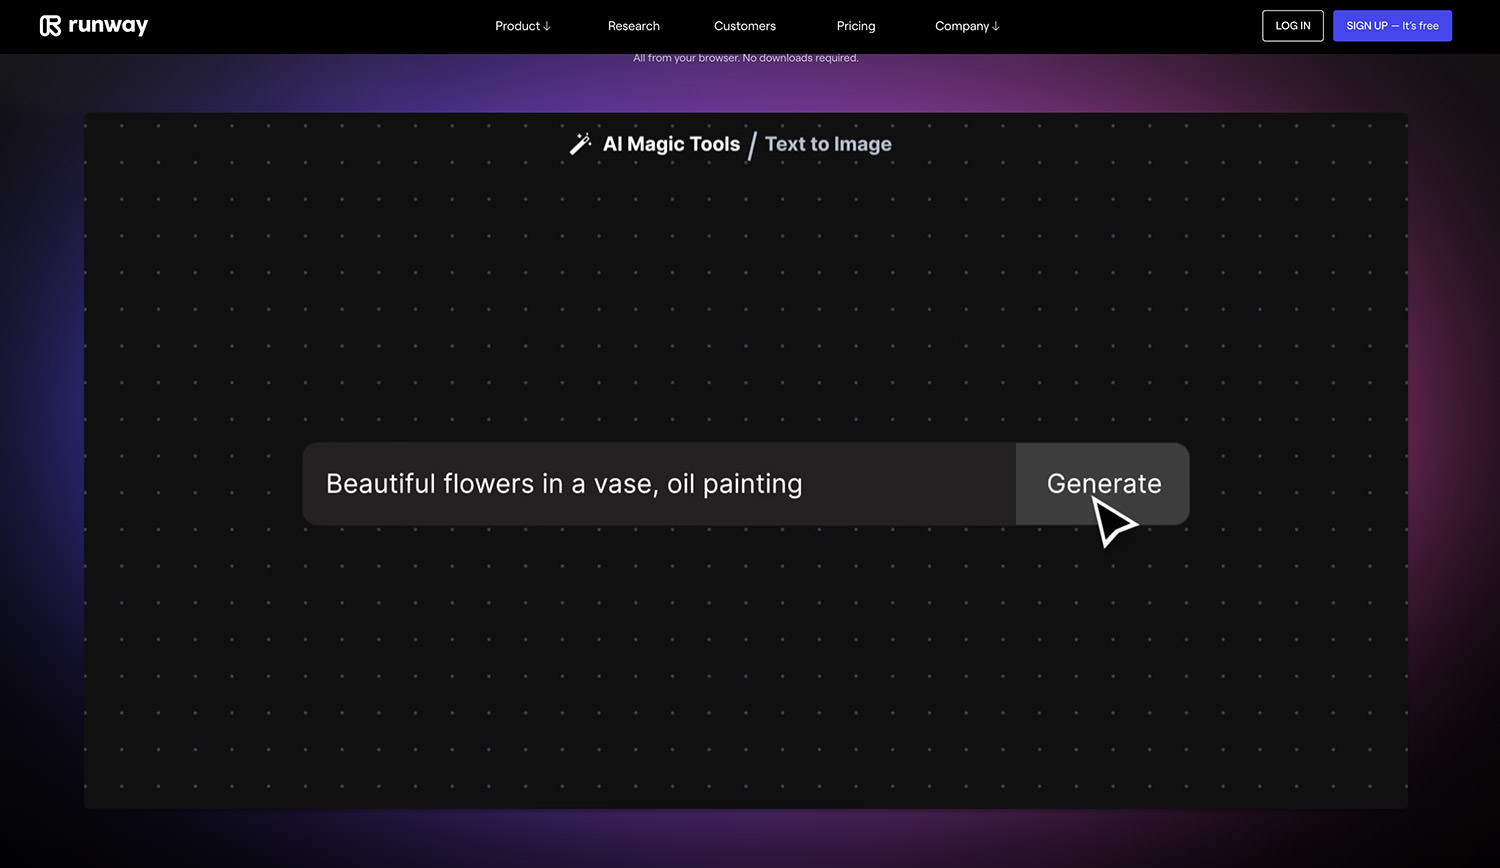 runway
Product ↓
Research
Customers
Pricing
Company ↓
LOG IN
SIGN UP — It's free
All from your browser. No downloads required.
AI Magic Tools / Text to Image
Beautiful flowers in a vase, oil painting
Generate